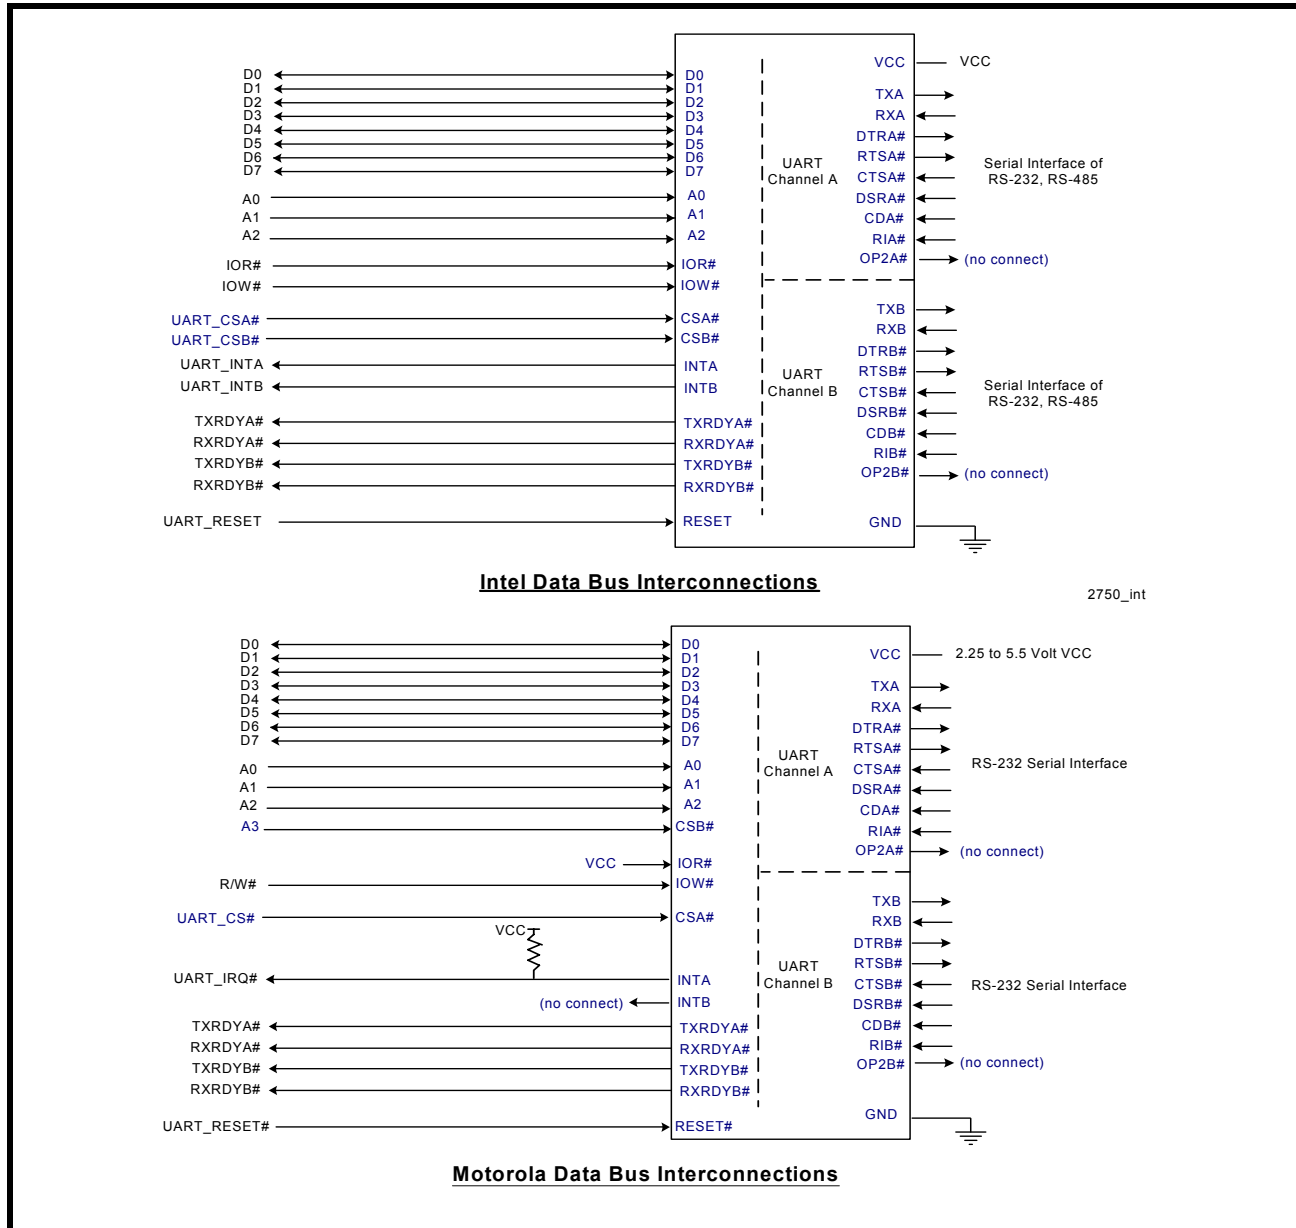 VCC VCC
D0 D0
D1 D1
D2 D2
D3 D3
D4 D4
D5 D5
D6 D6
D7 D7
A0 A0
A1 A1
A2 A2
IOR# IOR#
IOW# IOW#
UART_CSA# CSA#
UART_CSB# CSB#
UART_INTA INTA
UART_INTB INTB
TXRDYA# TXRDYA#
RXRDYA# RXRDYA#
TXRDYB# TXRDYB#
RXRDYB# RXRDYB#
UART_RESET RESET
UART
Channel A
UART
Channel B
TXA
RXA
DTRA#
RTSA#
CTSA#
DSRA#
CDA#
RIA#
OP2A# (no connect)
Serial Interface of
RS-232, RS-485
TXB
RXB
DTRB#
RTSB#
CTSB#
DSRB#
CDB#
RIB#
OP2B# (no connect)
Serial Interface of
RS-232, RS-485
GND
Intel Data Bus Interconnections
2750_int
VCC 2.25 to 5.5 Volt VCC
D0 D0
D1 D1
D2 D2
D3 D3
D4 D4
D5 D5
D6 D6
D7 D7
A0 A0
A1 A1
A2 A2
A3 CSB#
VCC IOR#
R/W# IOW#
UART_CS# CSA#
VCC
UART_IRQ# INTA
(no connect) INTB
TXRDYA# TXRDYA#
RXRDYA# RXRDYA#
TXRDYB# TXRDYB#
RXRDYB# RXRDYB#
UART_RESET# RESET#
UART
Channel A
UART
Channel B
TXA
RXA
DTRA#
RTSA#
CTSA#
DSRA#
CDA#
RIA#
OP2A# (no connect)
RS-232 Serial Interface
TXB
RXB
DTRB#
RTSB#
CTSB#
DSRB#
CDB#
RIB#
OP2B# (no connect)
RS-232 Serial Interface
GND
Motorola Data Bus Interconnections